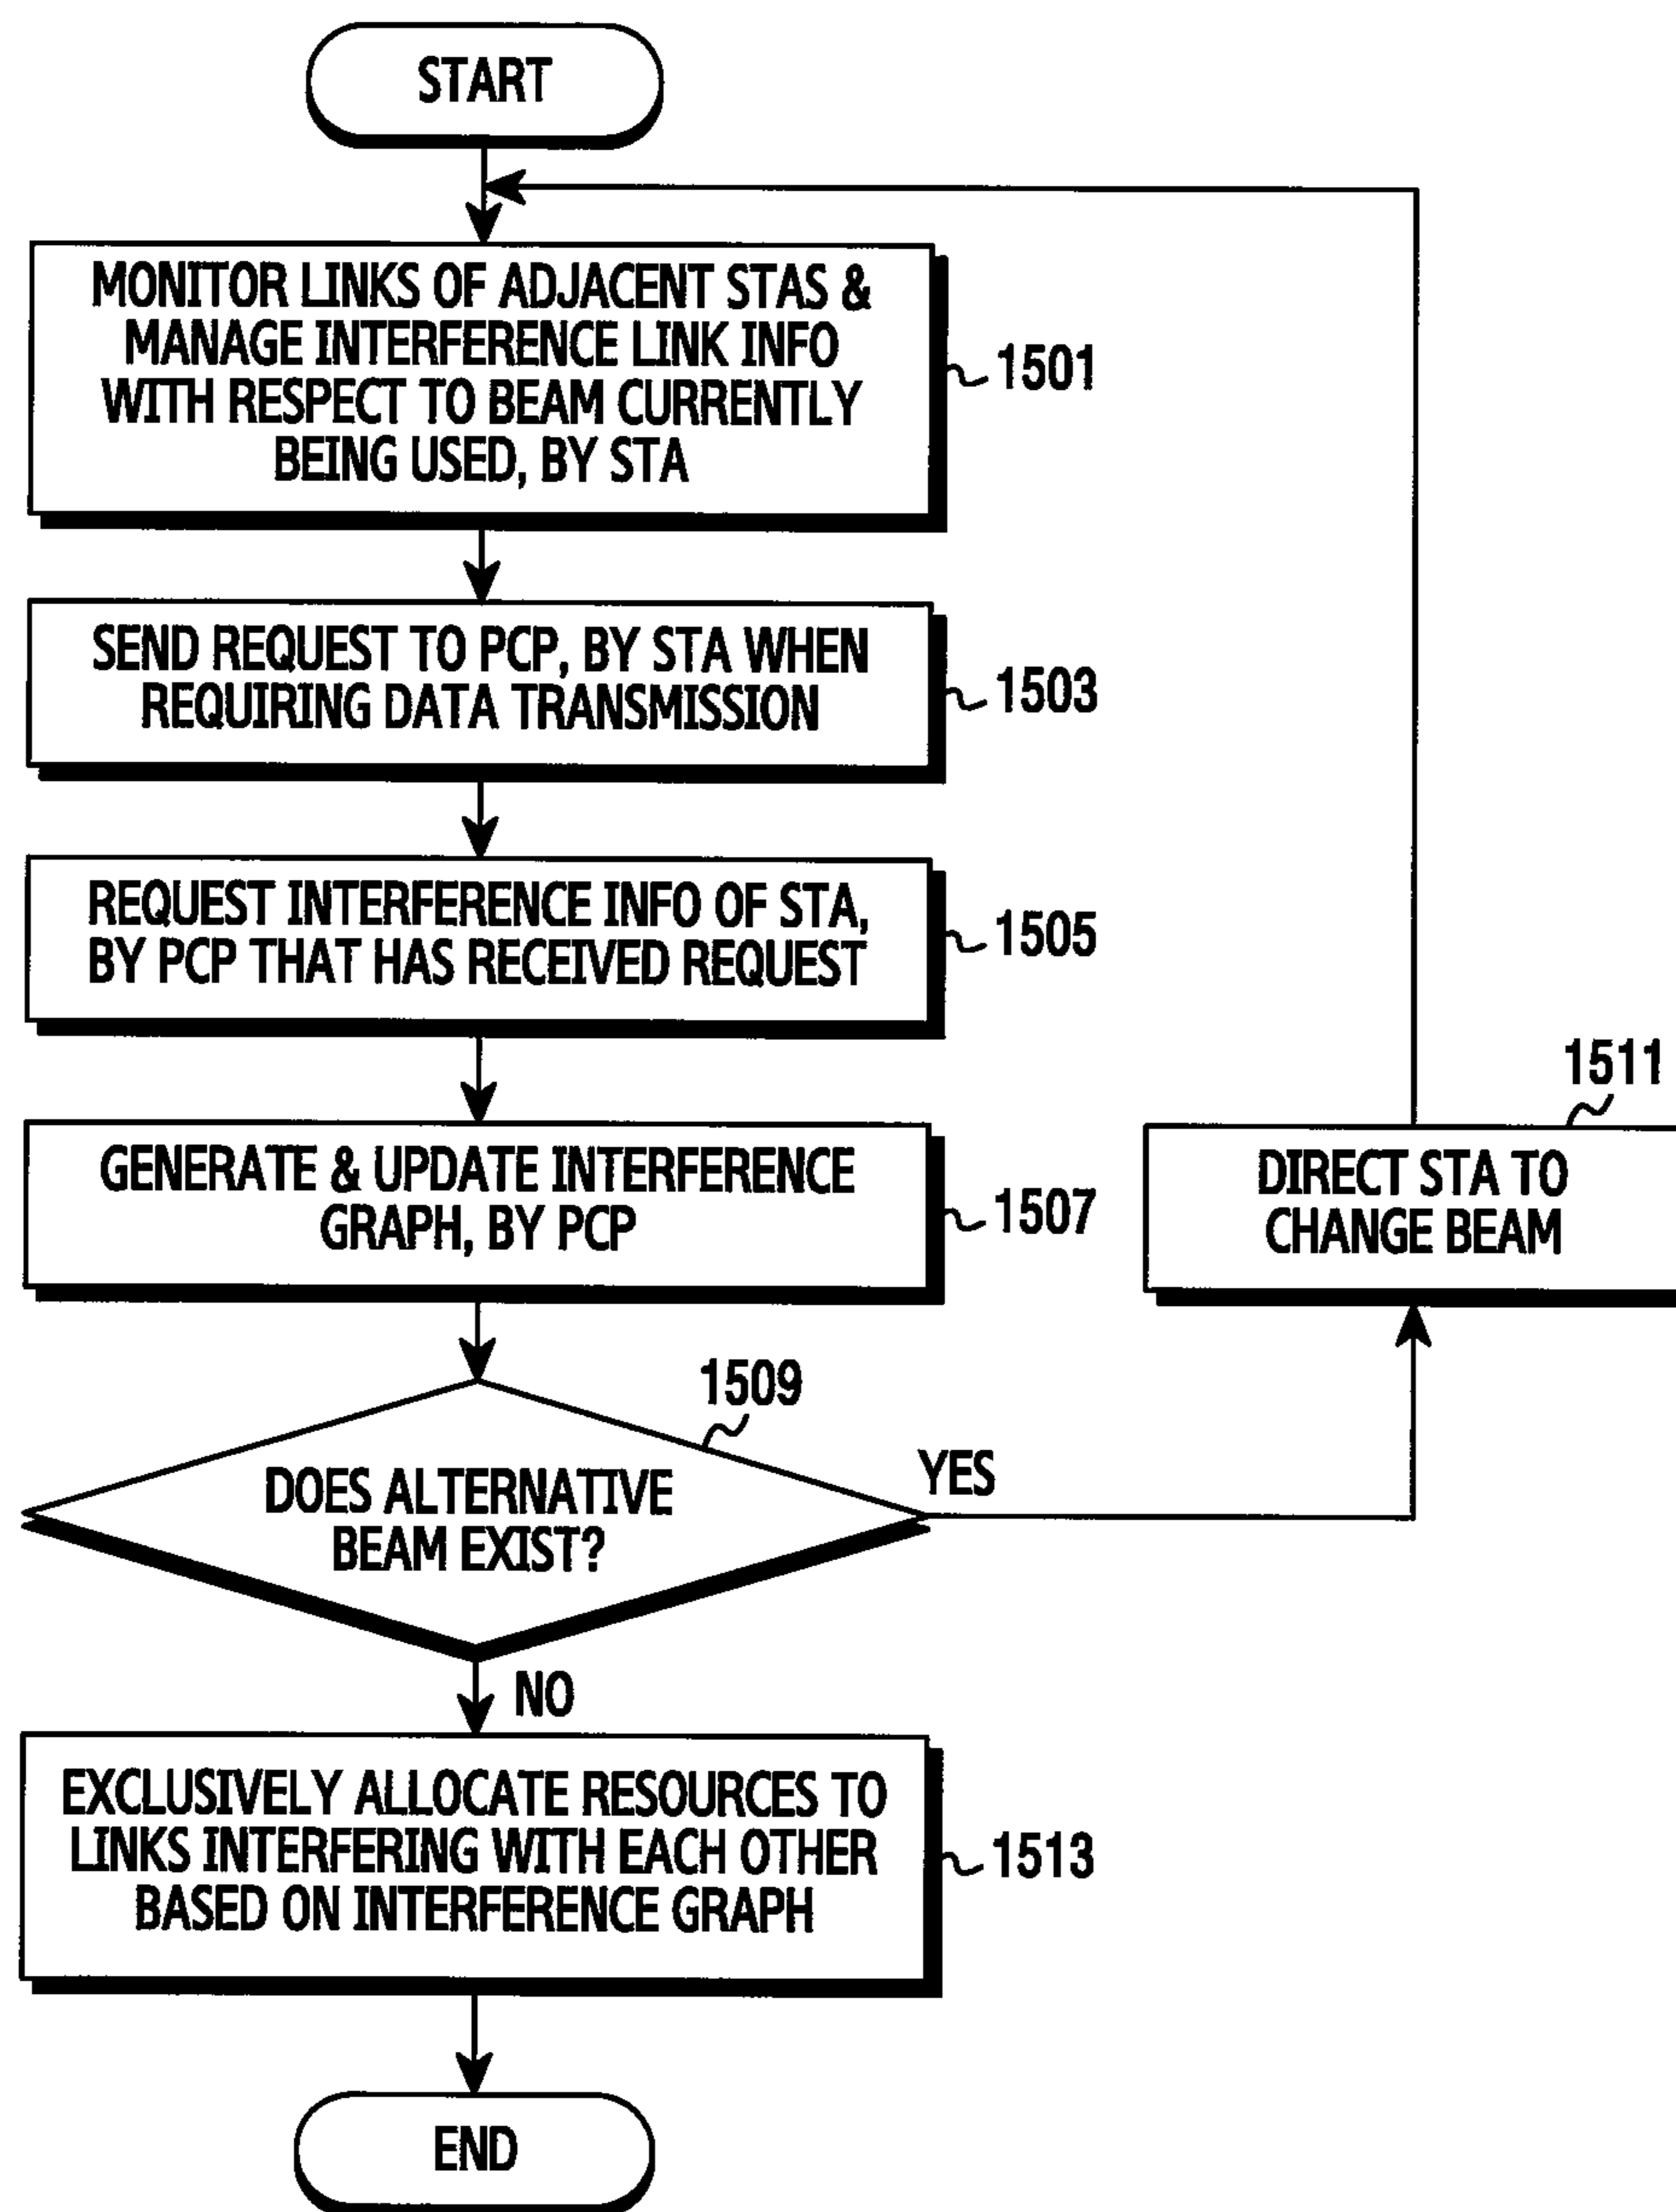 START
MONITOR LINKS OF ADJACENT STAS &
MANAGE INTERFERENCE LINK INFO
WITH RESPECT TO BEAM CURRENTLY
BEING USED, BY STA
1501
SEND REQUEST TO PCP, BY STA WHEN
REQUIRING DATA TRANSMISSION
1503
REQUEST INTERFERENCE INFO OF STA,
BY PCP THAT HAS RECEIVED REQUEST
1505
GENERATE & UPDATE INTERFERENCE
GRAPH, BY PCP
1507
1511
DIRECT STA TO
CHANGE BEAM
1509
DOES ALTERNATIVE
BEAM EXIST?
YES
NO
EXCLUSIVELY ALLOCATE RESOURCES TO
LINKS INTERFERING WITH EACH OTHER
BASED ON INTERFERENCE GRAPH
1513
END